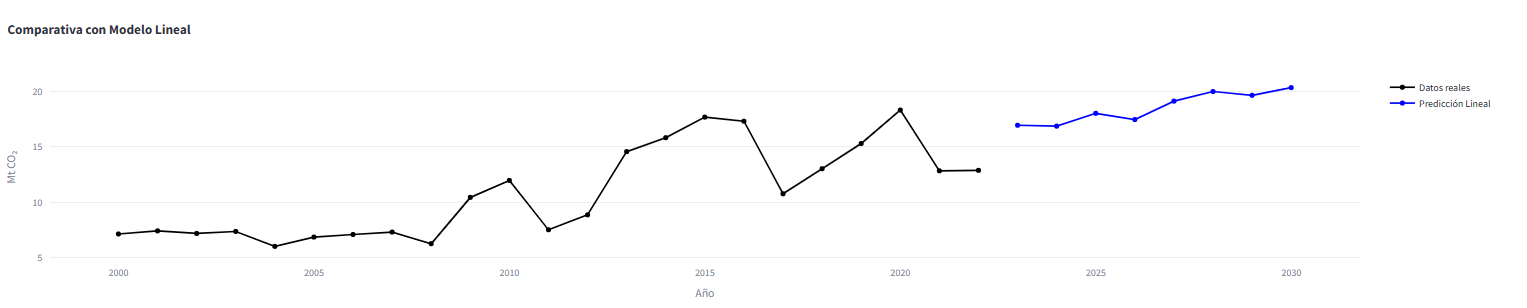 Comparativa con Modelo Lineal
20
15
10
5
Mt CO₂
2000 2005 2010 2015 2020 2025 2030
Año
Datos reales
Predicción Lineal